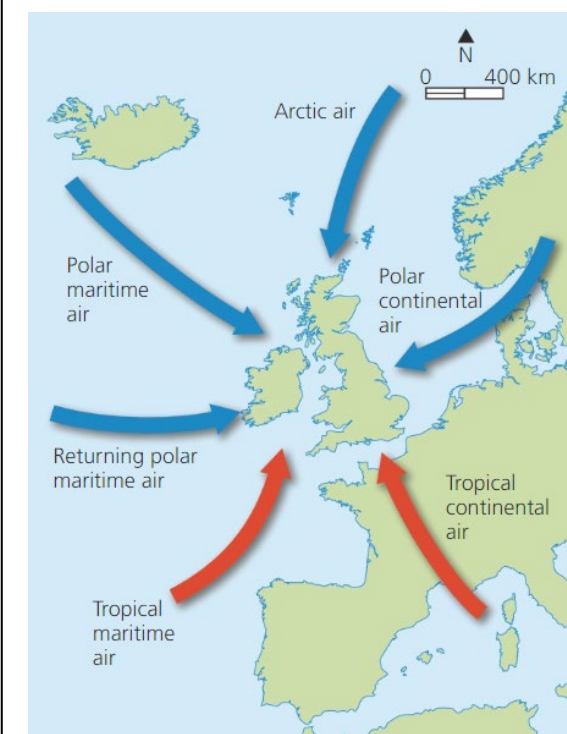 N
0 400 km
Arctic air
Polar
maritime
air
Polar
continental
air
Returning polar
maritime air
Tropical
continental
air
Tropical
maritime
air